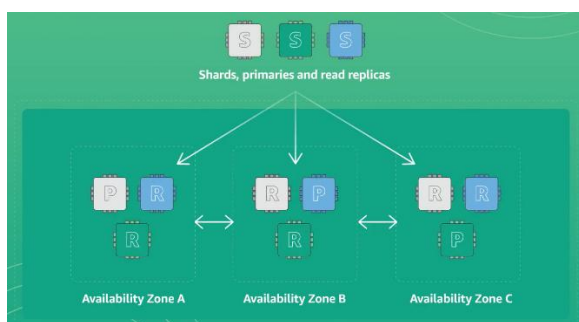 S S S
Shards, primaries and read replicas
P R R P R R
R R P
Availability Zone A Availability Zone B Availability Zone C